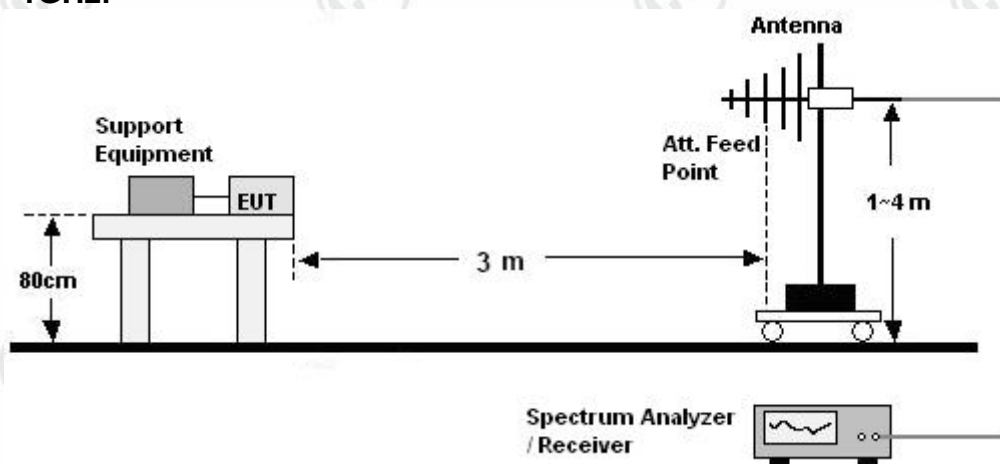 Antenna
Support
Equipment
EUT
Att. Feed
Point
1~4 m
80cm
3 m
Spectrum Analyzer
/ Receiver